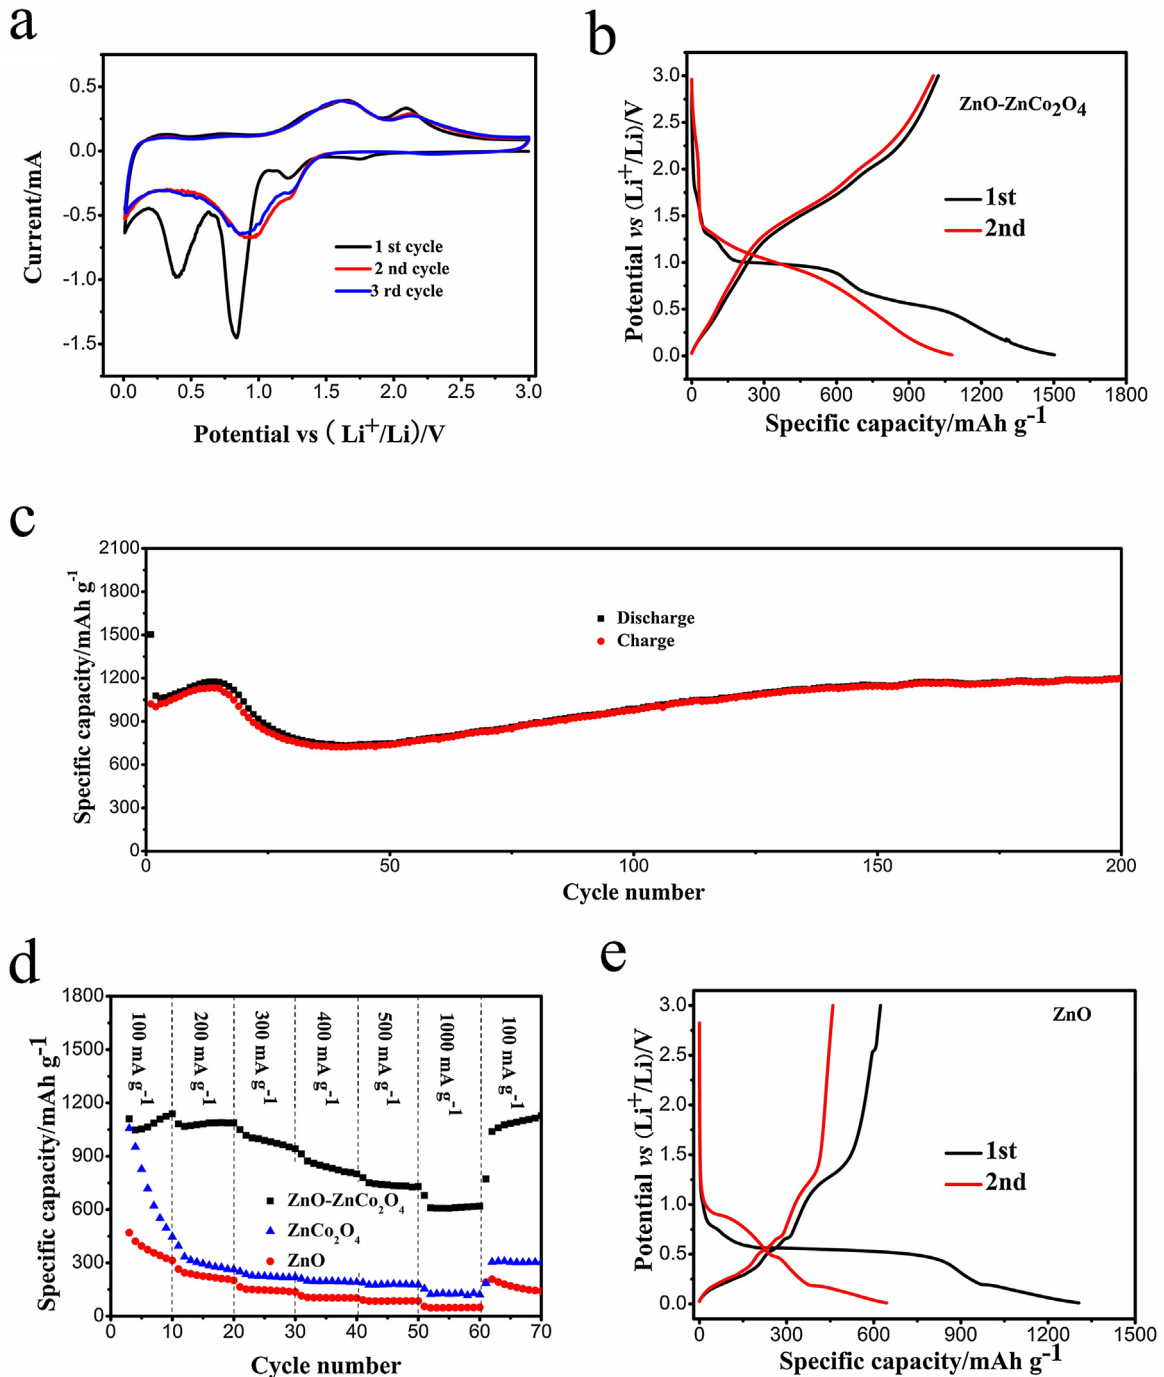 a
Current/mA
0.5
0.0
-0.5
-1.0
-1.5
1 st cycle
2 nd cycle
3 rd cycle
0.0 0.5 1.0 1.5 2.0 2.5 3.0
Potential vs ( Li⁺/Li)/V
b
Potential vs (Li⁺/Li)/V
3.0
2.5
2.0
1.5
1.0
0.5
0.0
ZnO-ZnCo₂O₄
1st
2nd
0 300 600 900 1200 1500 1800
Specific capacity/mAh g⁻¹
c
Specific capacity/mAh g⁻¹
2100
1800
1500
1200
900
600
300
0
Discharge
Charge
0 50 100 150 200
Cycle number
d
Specific capacity/mAh g⁻¹
1800
1500
1200
900
600
300
0
100 mA g⁻¹
200 mA g⁻¹
300 mA g⁻¹
400 mA g⁻¹
500 mA g⁻¹
1000 mA g⁻¹
100 mA g⁻¹
ZnO-ZnCo₂O₄
ZnCo₂O₄
ZnO
0 10 20 30 40 50 60 70
Cycle number
e
Potential vs (Li⁺/Li)/V
3.0
2.5
2.0
1.5
1.0
0.5
0.0
ZnO
1st
2nd
0 300 600 900 1200 1500
Specific capacity/mAh g⁻¹